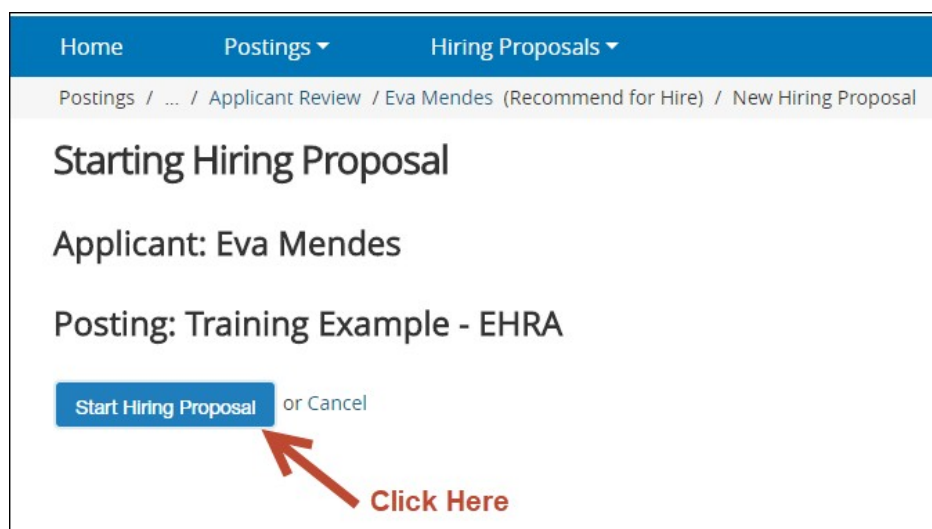 Home Postings Hiring Proposals
Postings / ... / Applicant Review / Eva Mendes (Recommend for Hire) / New Hiring Proposal
Starting Hiring Proposal
Applicant: Eva Mendes
Posting: Training Example - EHRA
Start Hiring Proposal or Cancel
Click Here